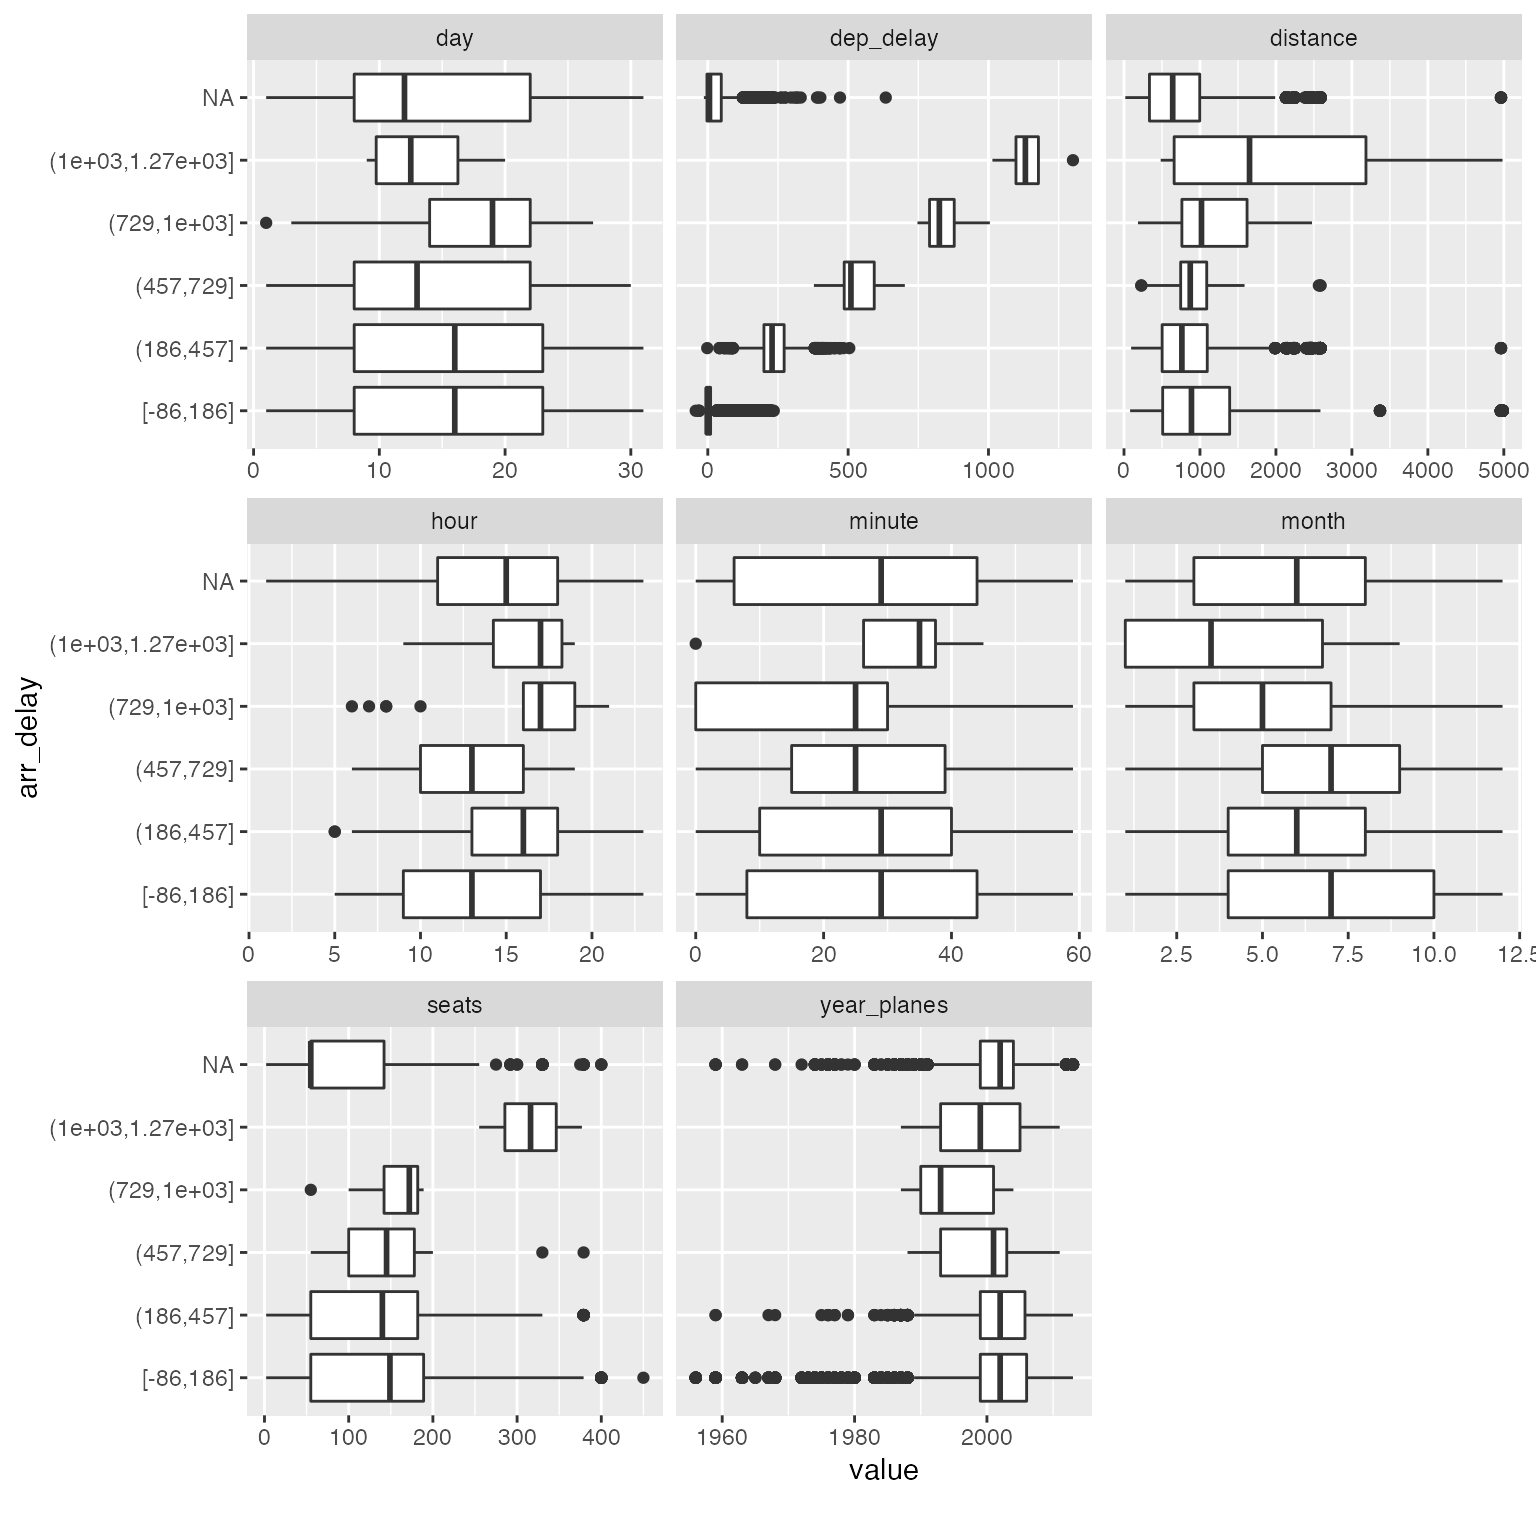 day dep_delay distance
NA
(1e+03,1.27e+03]
(729,1e+03]
(457,729]
(186,457]
[-86,186]
0 10 20 30 0 500 1000 0 1000 2000 3000 4000 5000
hour minute month
NA
(1e+03,1.27e+03]
(729,1e+03]
(457,729]
(186,457]
[-86,186]
0 5 10 15 20 0 20 40 60 2.5 5.0 7.5 10.0 12.5
arr_delay
seats year_planes
NA
(1e+03,1.27e+03]
(729,1e+03]
(457,729]
(186,457]
[-86,186]
0 100 200 300 400 1960 1980 2000
value